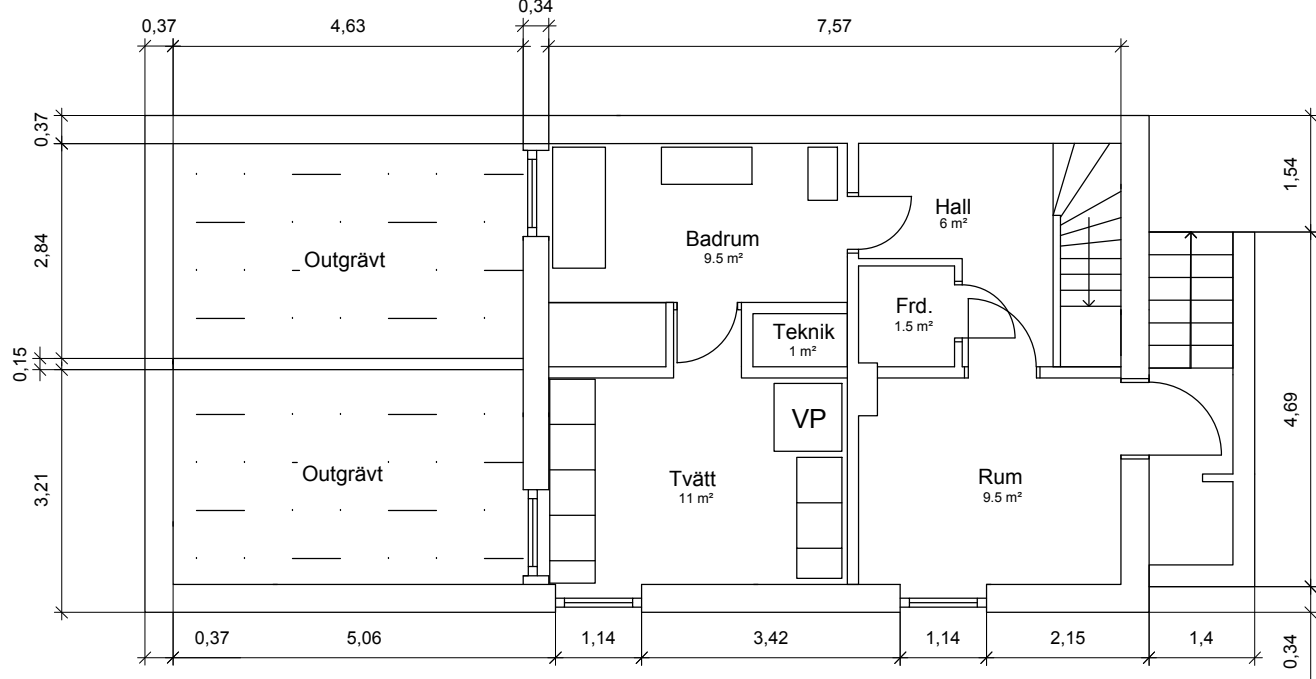 0,37
4,63
0,34
7,57
0,37
2,84
0,15
3,21
1,54
4,69
0,34
Outgrävt
Badrum
9.5 m²
Hall
6 m²
Frd.
1.5 m²
Teknik
1 m²
VP
Outgrävt
Tvätt
11 m²
Rum
9.5 m²
0,37
5,06
1,14
3,42
1,14
2,15
1,4